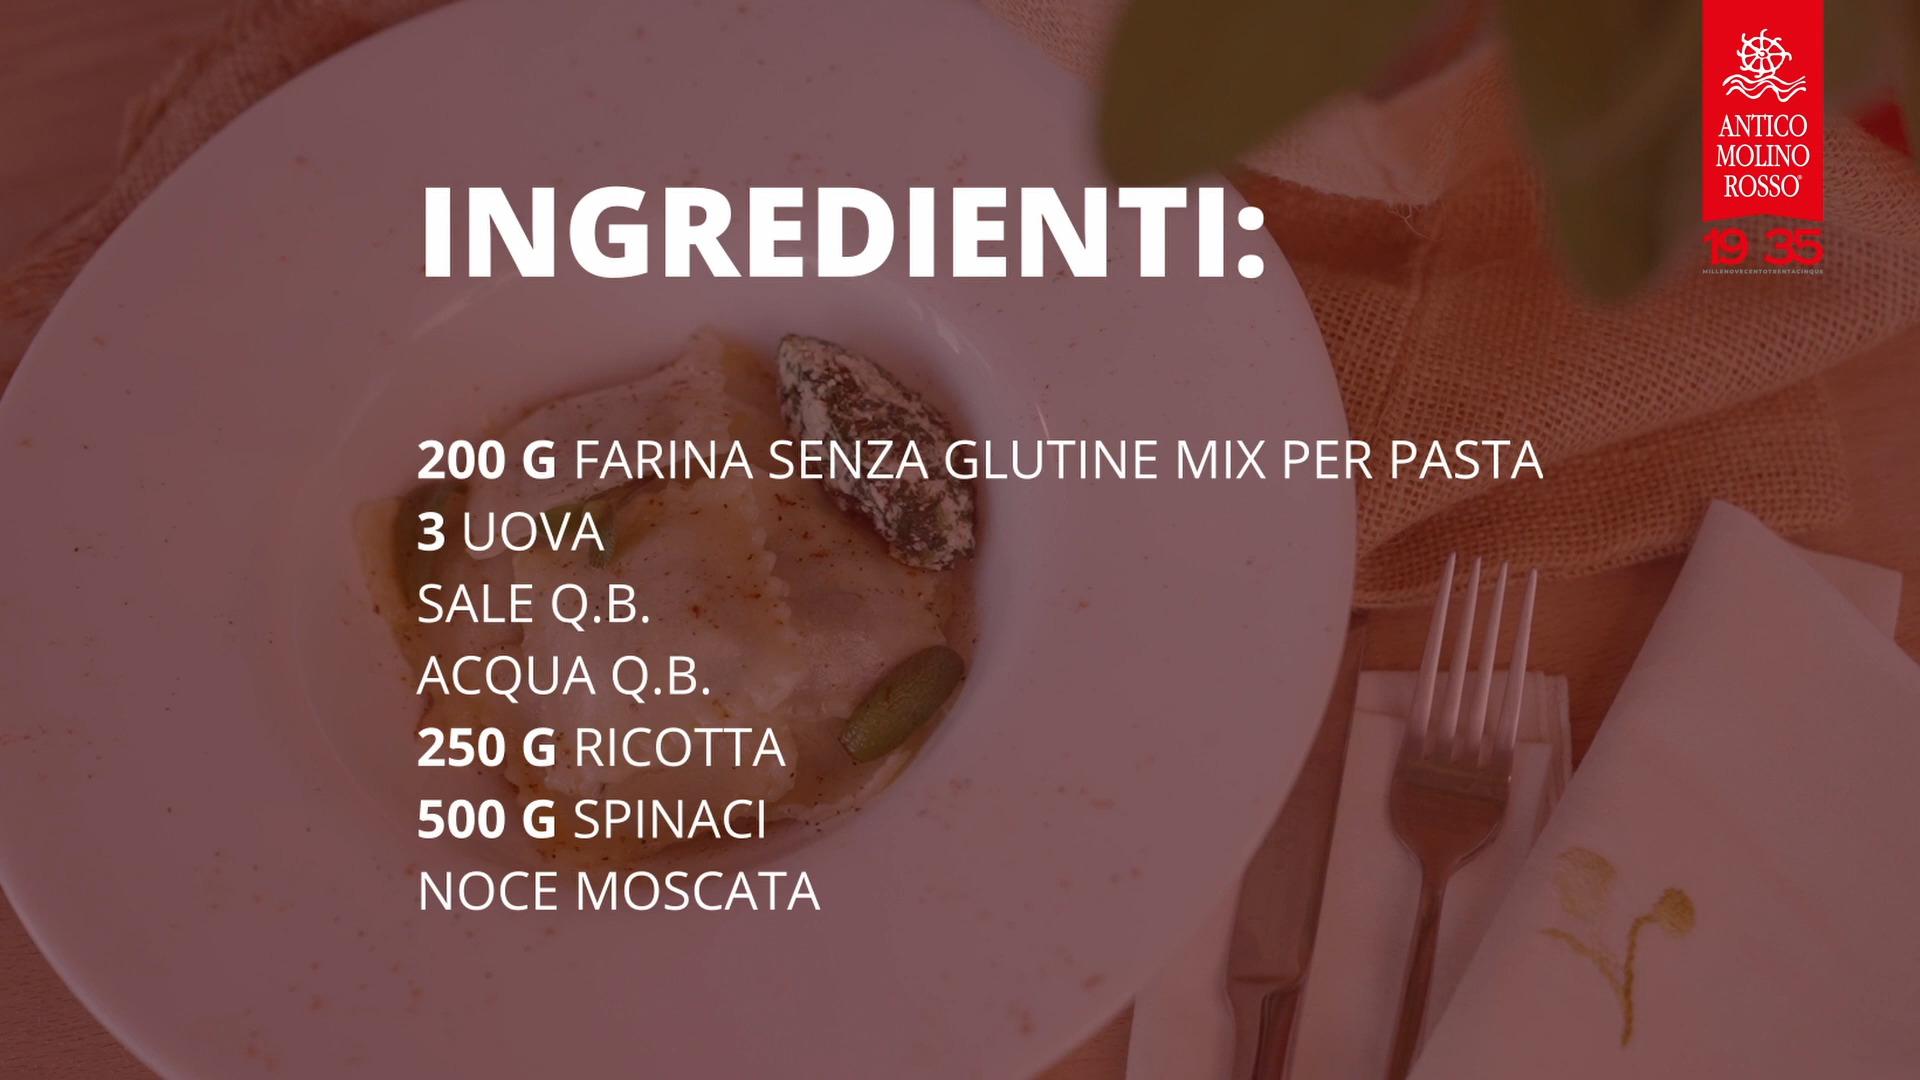 ANTICO
MOLINO
ROSSO®
19 35
MILLENOVECENTOTRENTACINQUE
INGREDIENTI:
200 G FARINA SENZA GLUTINE MIX PER PASTA
3 UOVA
SALE Q.B.
ACQUA Q.B.
250 G RICOTTA
500 G SPINACI
NOCE MOSCATA